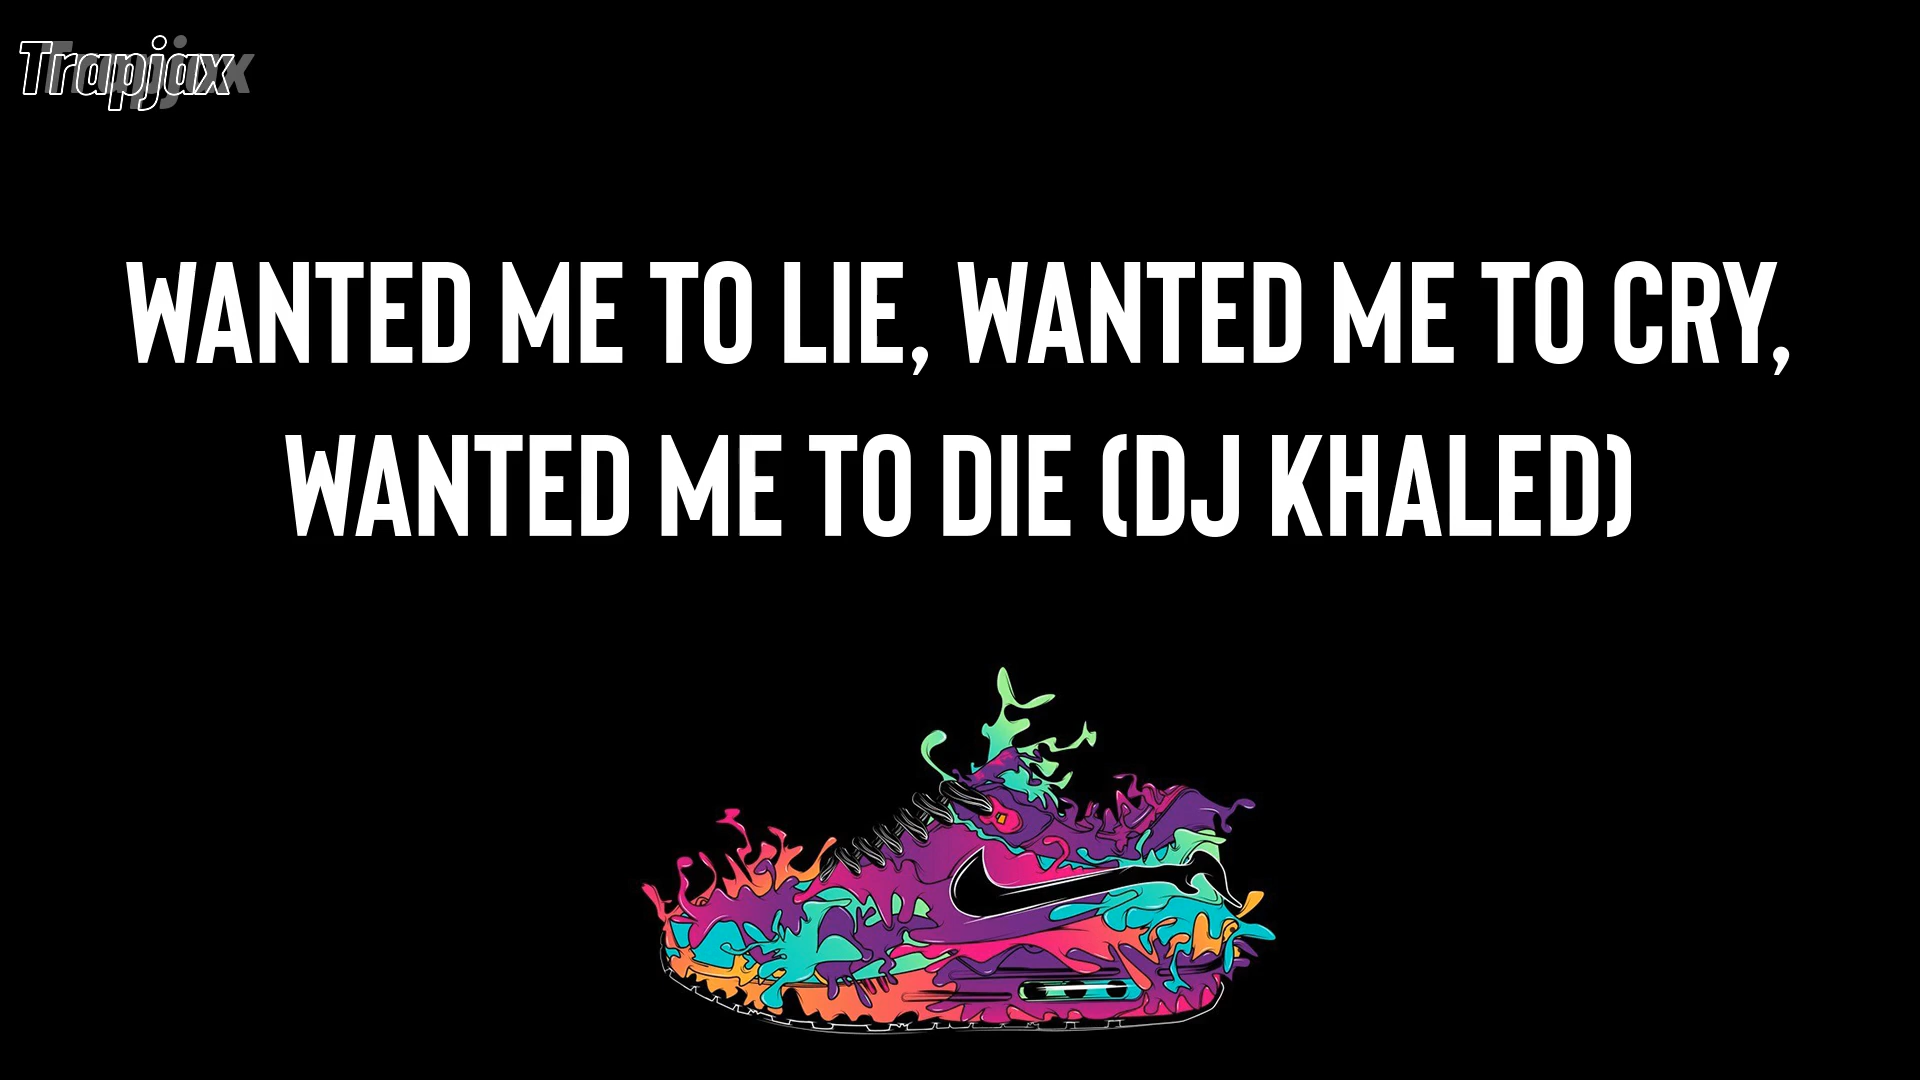 Trapjax
WANTED ME TO LIE, WANTED ME TO CRY,
WANTED ME TO DIE (DJ KHALED)